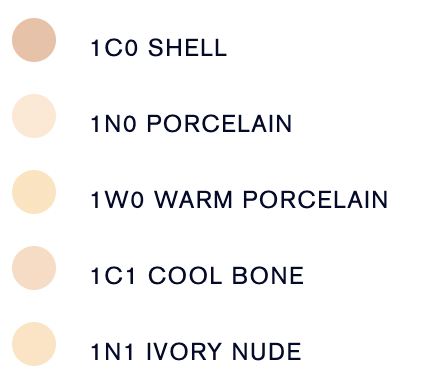 1C0 SHELL
1N0 PORCELAIN
1W0 WARM PORCELAIN
1C1 COOL BONE
1N1 IVORY NUDE